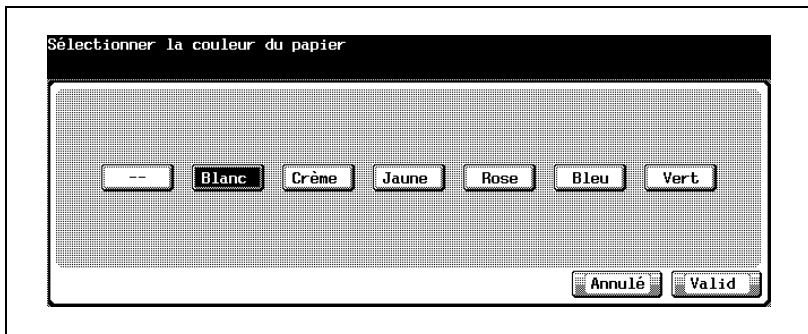 Sélectionner la couleur du papier
-- Blanc Crème Jaune Rose Bleu Vert
Annulé Valid